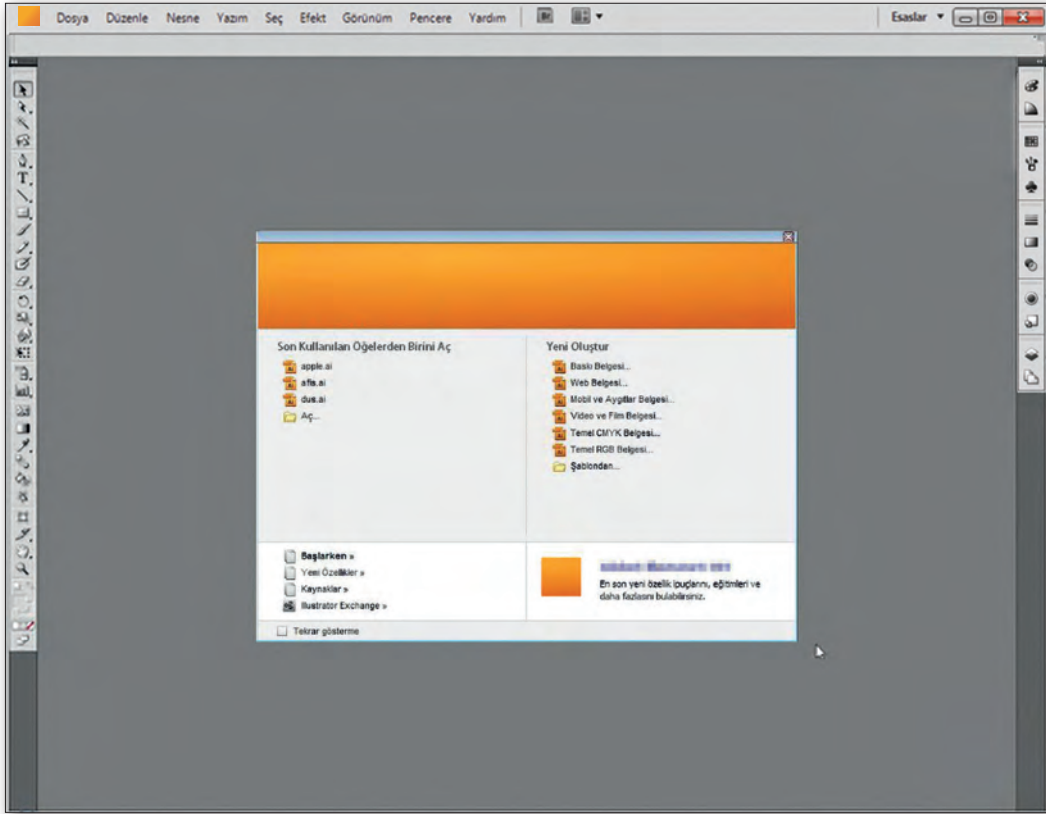 Dosya Düzenle Nesne Yazım Seç Efekt Görünüm Pencere Yardım Br Esaslar
Son Kullanılan Öğelerden Birini Aç
apple.ai
afis.ai
dus.ai
Aç...
Yeni Oluştur
Baskı Belgesi...
Web Belgesi...
Mobil ve Aygıtlar Belgesi...
Video ve Film Belgesi...
Temel CMYK Belgesi...
Temel RGB Belgesi...
Şablondan...
Başlarken »
Yeni Özellikler »
Kaynaklar »
Illustrator Exchange »
En son yeni özellik ipuçlarını, eğitimleri ve
daha fazlasını bulabilirsiniz.
Tekrar gösterme